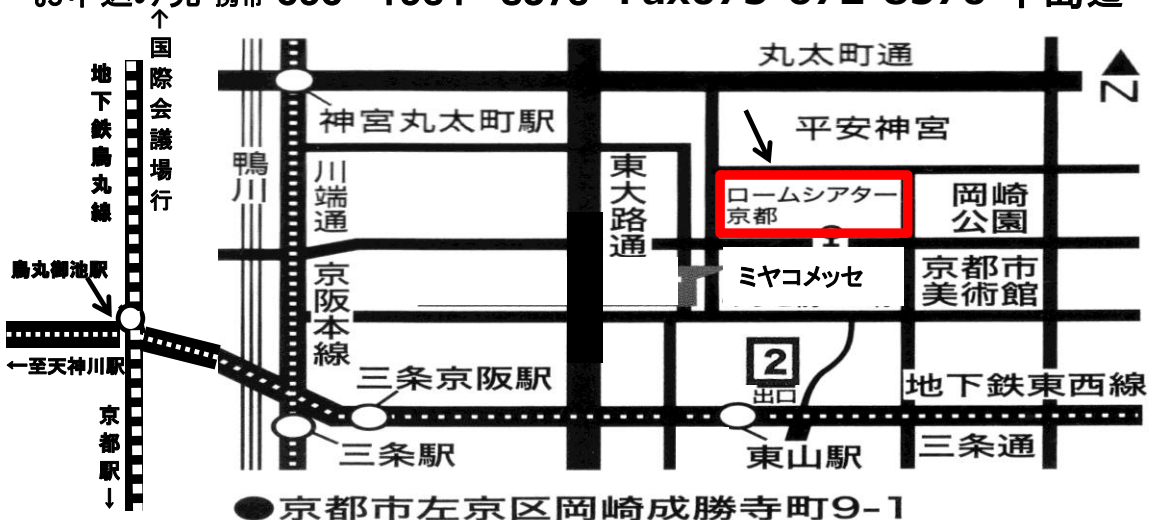 ↑国際会議場行
地下鉄烏丸線
丸太町通
N
神宮丸太町駅
平安神宮
鴨川
川端通
東大路通
ロームシアター
京都
岡崎
公園
烏丸御池駅
京阪本線
ミヤコメッセ
京都市
美術館
←至天神川駅
2
出口
三条京阪駅
地下鉄東西線
京都駅↓
三条駅
東山駅
三条通
●京都市左京区岡崎成勝寺町9-1